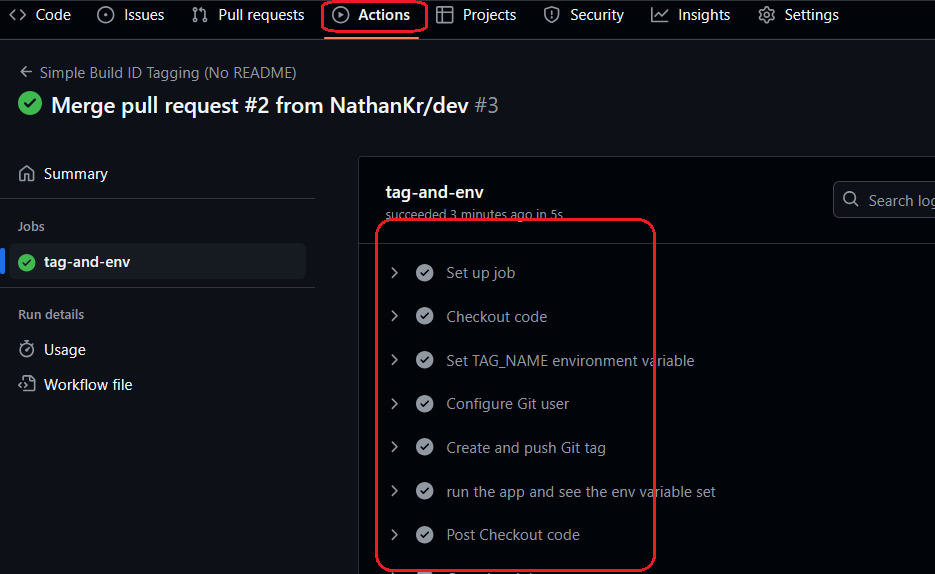 Code Issues Pull requests Actions Projects Security Insights Settings
Simple Build ID Tagging (No README)
Merge pull request #2 from NathanKr/dev #3
Summary
Jobs
tag-and-env
Run details
Usage
Workflow file
tag-and-env
succeeded 3 minutes ago in 5s
Search log
Set up job
Checkout code
Set TAG_NAME environment variable
Configure Git user
Create and push Git tag
run the app and see the env variable set
Post Checkout code